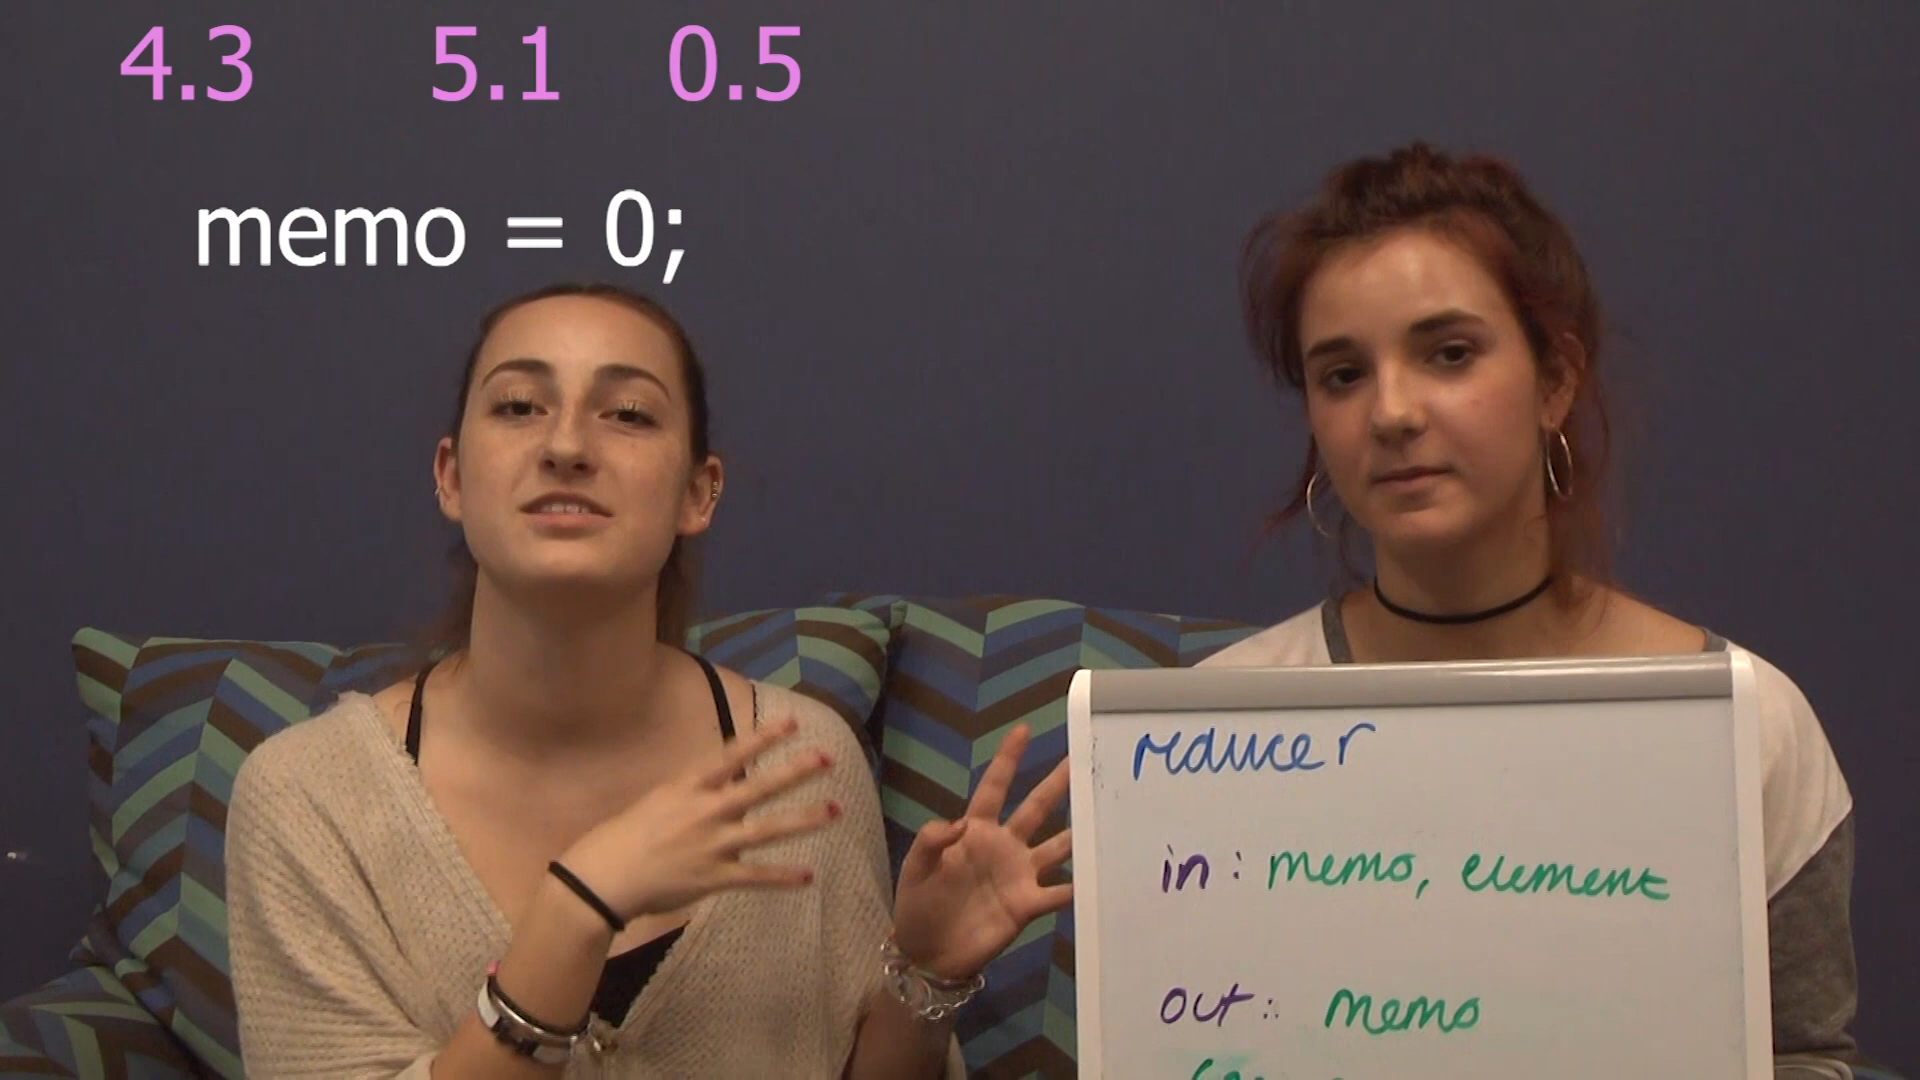 4.3 5.1 0.5
memo = 0;
reducer
in: memo, element
out: memo